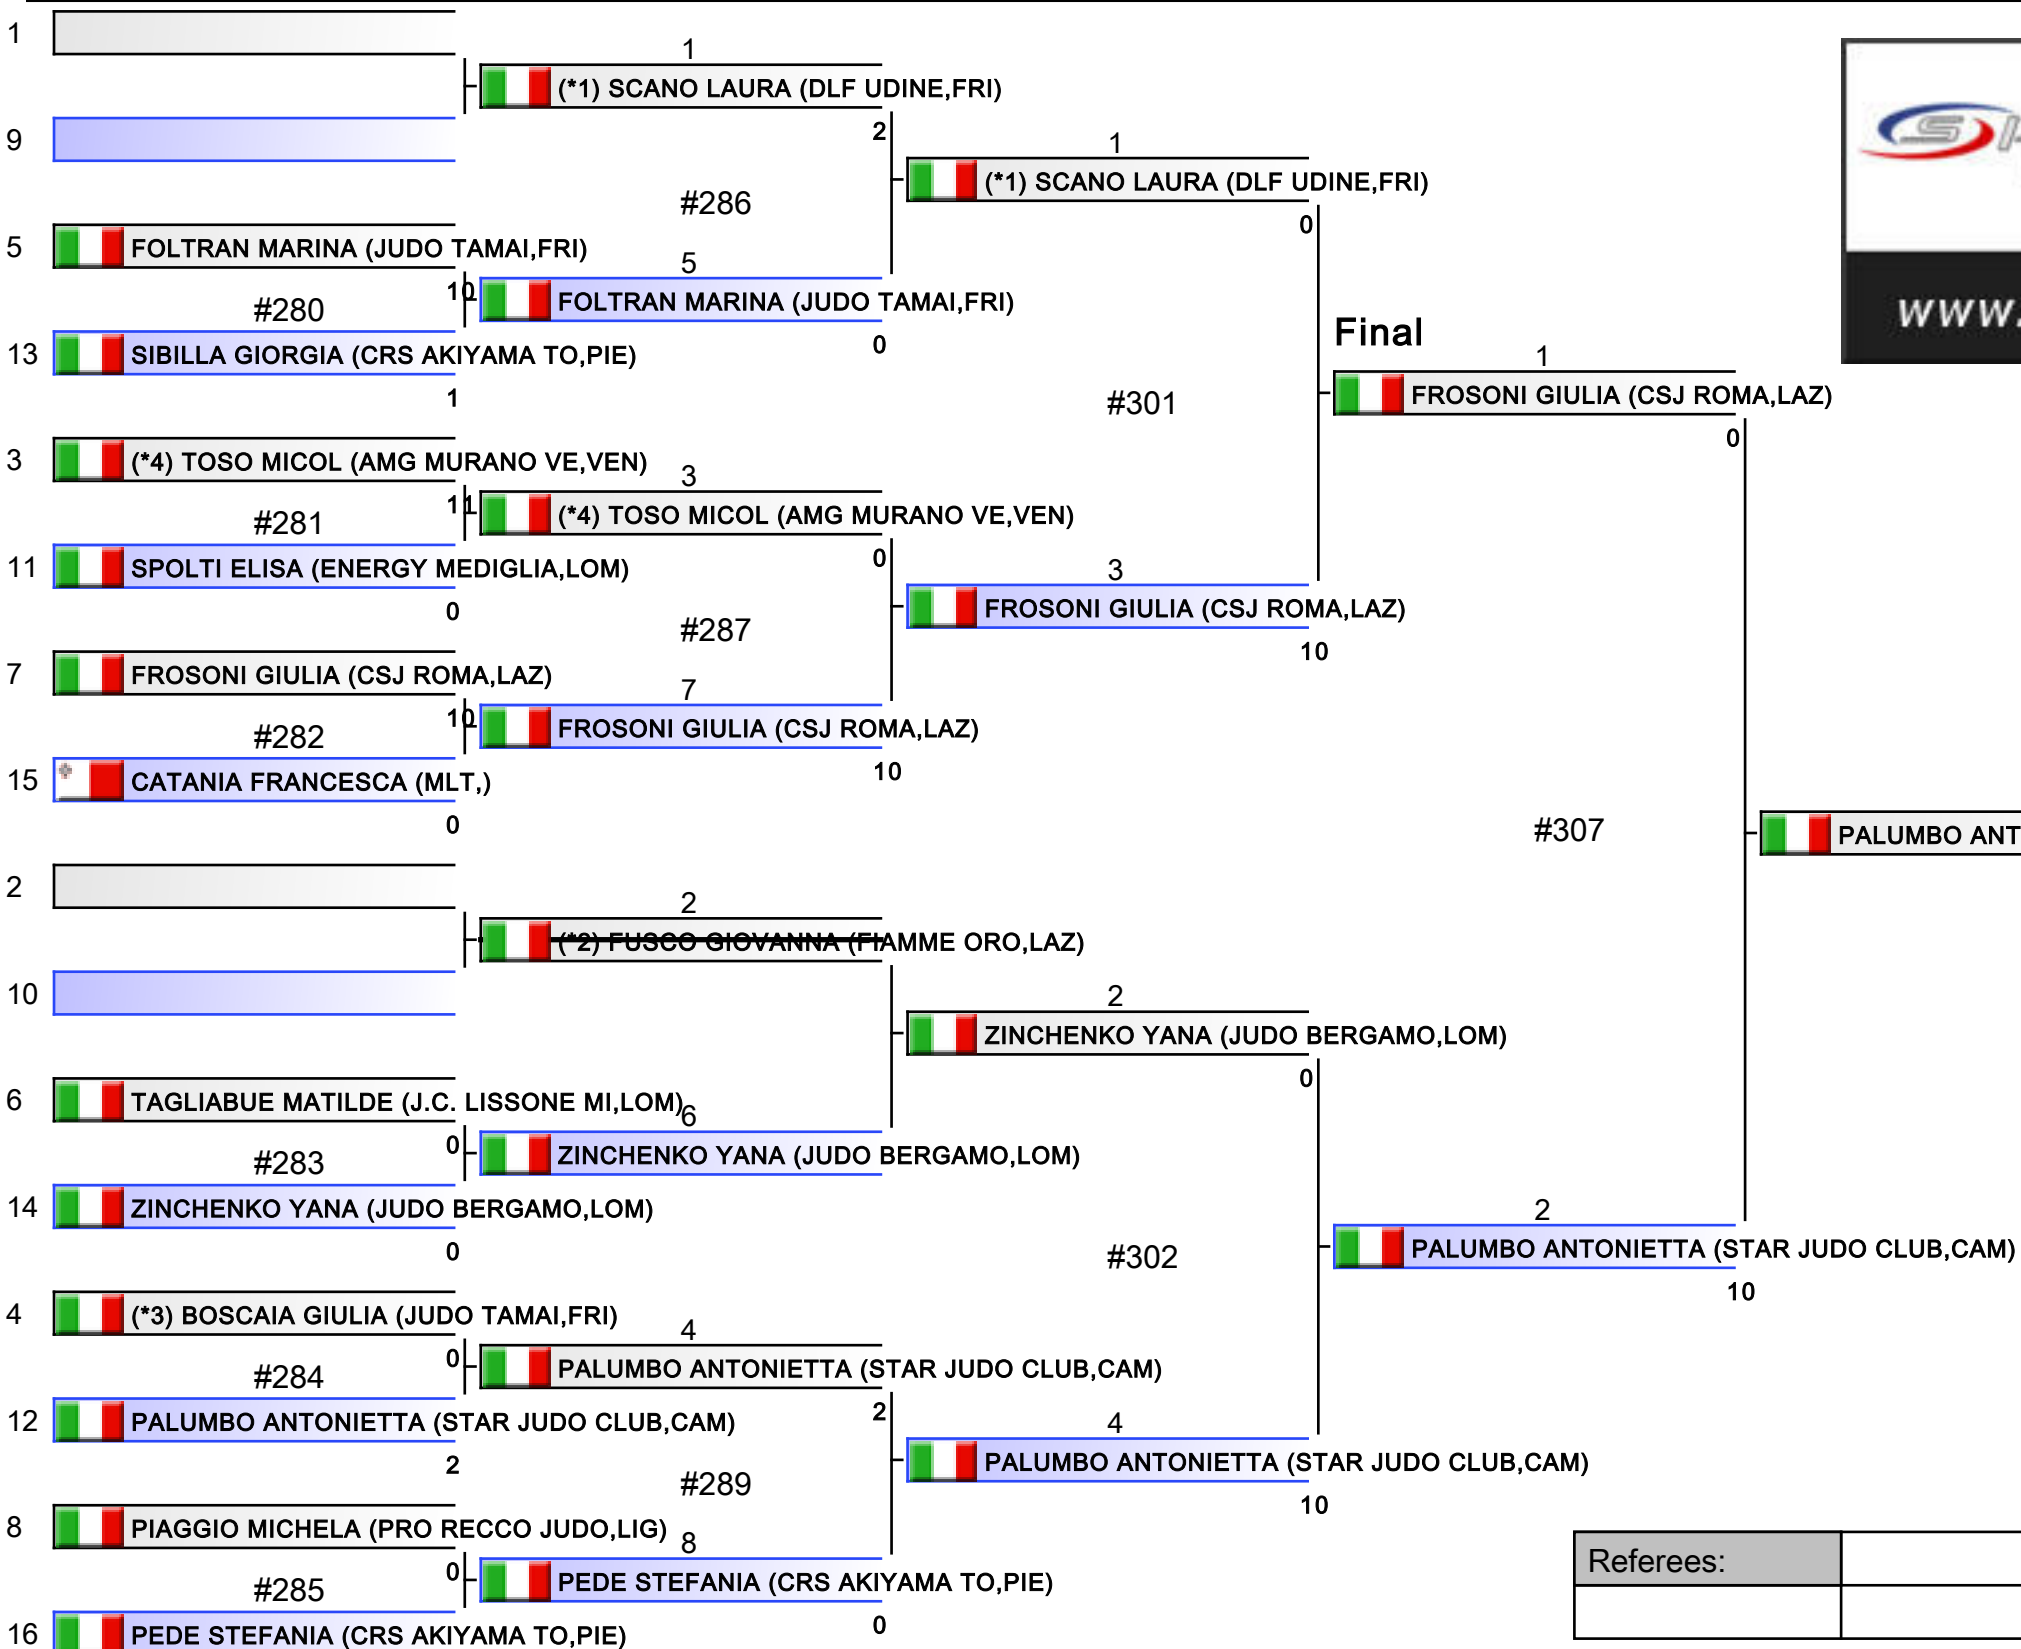 1
1
(*1) SCANO LAURA (DLF UDINE,FRI)
2
9
1
(*1) SCANO LAURA (DLF UDINE,FRI)
#286
0
5
FOLTRAN MARINA (JUDO TAMAI,FRI)
5
10
FOLTRAN MARINA (JUDO TAMAI,FRI)
#280
0
13
SIBILLA GIORGIA (CRS AKIYAMA TO,PIE)
1
www.
Final
1
FROSONI GIULIA (CSJ ROMA,LAZ)
0
#301
3
(*4) TOSO MICOL (AMG MURANO VE,VEN)
3
11
(*4) TOSO MICOL (AMG MURANO VE,VEN)
#281
0
11
SPOLTI ELISA (ENERGY MEDIGLIA,LOM)
0
3
FROSONI GIULIA (CSJ ROMA,LAZ)
10
#287
7
FROSONI GIULIA (CSJ ROMA,LAZ)
7
10
FROSONI GIULIA (CSJ ROMA,LAZ)
#282
10
15
CATANIA FRANCESCA (MLT,)
0
#307
PALUMBO ANT
2
2
(*2) FUSCO GIOVANNA (FIAMME ORO,LAZ)
10
2
ZINCHENKO YANA (JUDO BERGAMO,LOM)
0
6
TAGLIABUE MATILDE (J.C. LISSONE MI,LOM)
6
0
ZINCHENKO YANA (JUDO BERGAMO,LOM)
#283
14
ZINCHENKO YANA (JUDO BERGAMO,LOM)
0
#302
2
PALUMBO ANTONIETTA (STAR JUDO CLUB,CAM)
10
4
(*3) BOSCAIA GIULIA (JUDO TAMAI,FRI)
4
0
PALUMBO ANTONIETTA (STAR JUDO CLUB,CAM)
#284
2
12
PALUMBO ANTONIETTA (STAR JUDO CLUB,CAM)
2
4
PALUMBO ANTONIETTA (STAR JUDO CLUB,CAM)
10
#289
8
PIAGGIO MICHELA (PRO RECCO JUDO,LIG)
8
0
PEDE STEFANIA (CRS AKIYAMA TO,PIE)
#285
0
16
PEDE STEFANIA (CRS AKIYAMA TO,PIE)
Referees: